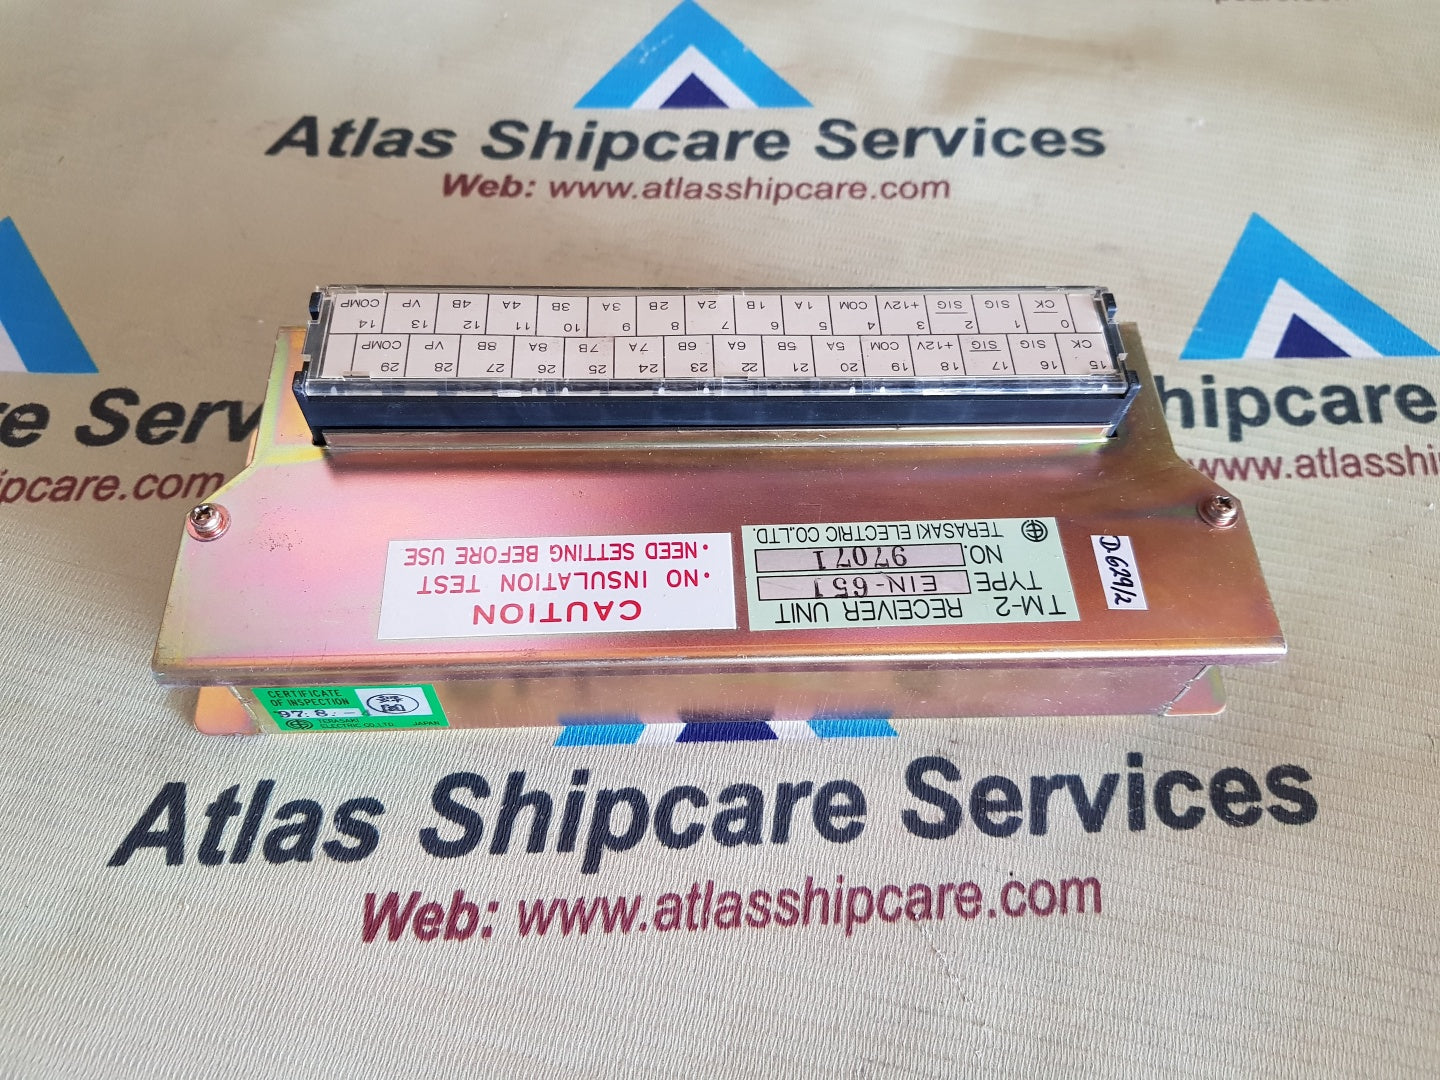 Atlas Shipcare Services
Web: www.atlasshipcare.com
COMP 14
VP 13
4B 12
4A 11
3B 10
3A 9
2B 8
2A 7
1B 6
1A 5
COM 4
+12V 3
SIG 2
SIG 1
CK 0
COMP 29
VP 28
8B 27
8A 26
7B 25
7A 24
6B 23
6A 22
5B 21
5A 20
COM 19
+12V 18
SIG 17
SIG 16
CK 15
e Serv
ipcare.com
hipcare
www.atlasshi
CAUTION
• NO INSULATION TEST
• NEED SETTING BEFORE USE
TM-2 RECEIVER UNIT
TYPE EIN-651
NO. 97071
TERASAKI ELECTRIC CO.,LTD.
D-629/2
CERTIFICATE
OF INSPECTION
'97. 8. -
TERASAKI
ELECTRIC CO.,LTD. JAPAN
Atlas Shipcare Services
Web: www.atlasshipcare.com